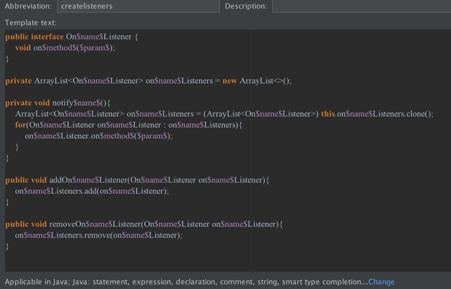 Abbreviation: createlisteners Description:
Template text:
public interface On$name$Listener {
void on$method$($param$);
}
private ArrayList<On$name$Listener> on$name$Listeners = new ArrayList<>();
private void notify$name$(){
ArrayList<On$name$Listener> on$name$Listeners = (ArrayList<On$name$Listener>) this.on$name$Listeners.clone();
for(On$name$Listener on$name$Listener : on$name$Listeners){
on$name$Listener.on$method$($param$);
}
}
public void addOn$name$Listener(On$name$Listener on$name$Listener){
on$name$Listeners.add(on$name$Listener);
}
public void removeOn$name$Listener(On$name$Listener on$name$Listener){
on$name$Listeners.remove(on$name$Listener);
}
Applicable in Java; Java: statement, expression, declaration, comment, string, smart type completion...Change